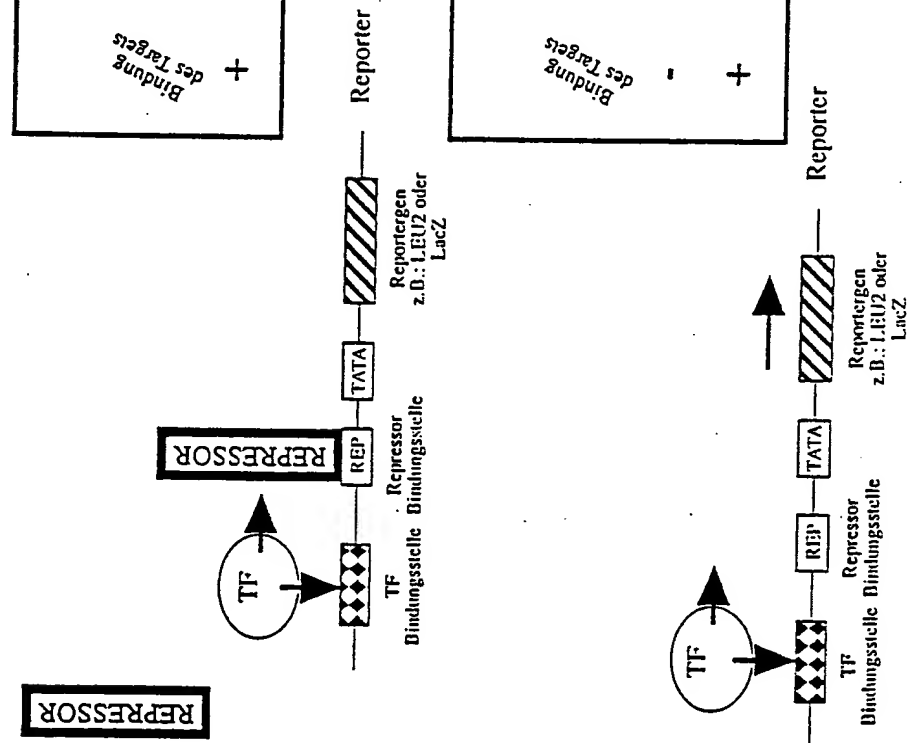 Bindung
des Targets
+
Reporter
Reportergen
z.B.: LEU2 oder
LacZ
TATA
REPRESSOR
REP
Repressor
Bindungsstelle
TF
TF
Bindungsstelle
REPRESSOR
Bindung
des Targets
-
+
Reporter
Reportergen
z.B.: LEU2 oder
LacZ
TATA
REP
Repressor
Bindungsstelle
TF
TF
Bindungsstelle